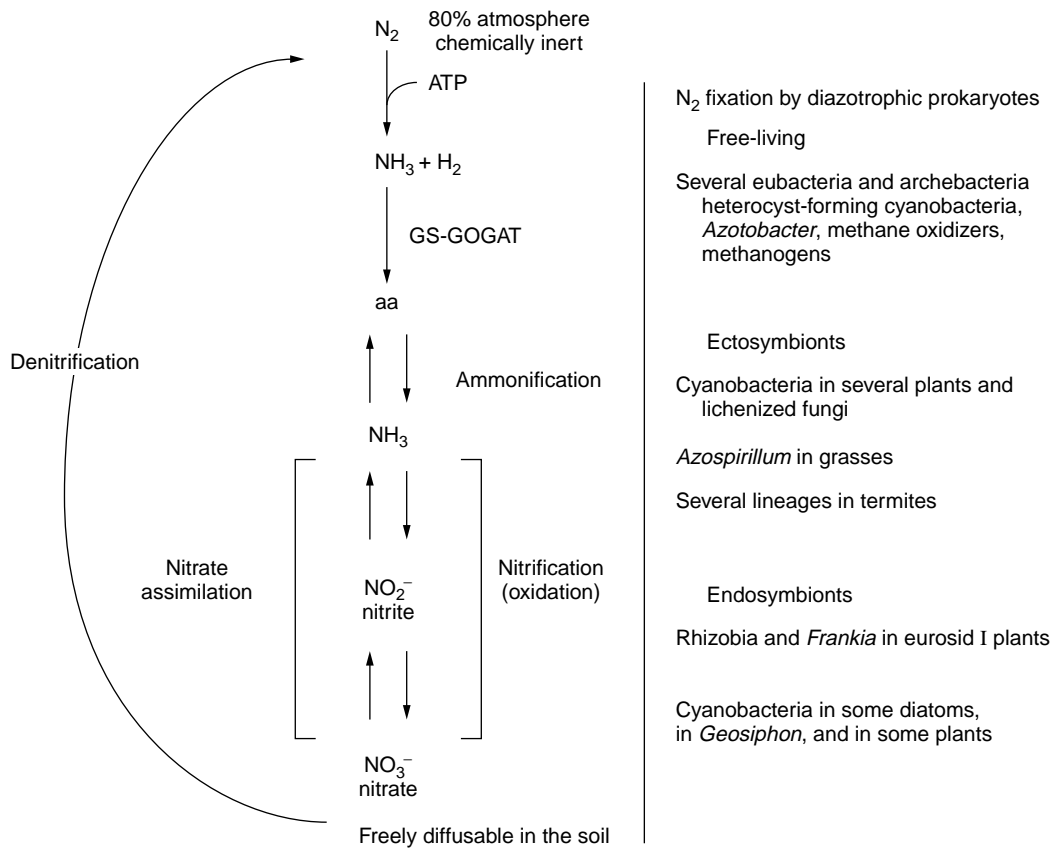 N₂
80% atmosphere
chemically inert
ATP
NH₃ + H₂
GS-GOGAT
aa
Denitrification
Ammonification
NH₃
Nitrate
assimilation
NO₂⁻
nitrite
Nitrification
(oxidation)
NO₃⁻
nitrate
Freely diffusable in the soil
N₂ fixation by diazotrophic prokaryotes
Free-living
Several eubacteria and archebacteria
heterocyst-forming cyanobacteria,
Azotobacter, methane oxidizers,
methanogens
Ectosymbionts
Cyanobacteria in several plants and
lichenized fungi
Azospirillum in grasses
Several lineages in termites
Endosymbionts
Rhizobia and Frankia in eurosid I plants
Cyanobacteria in some diatoms,
in Geosiphon, and in some plants